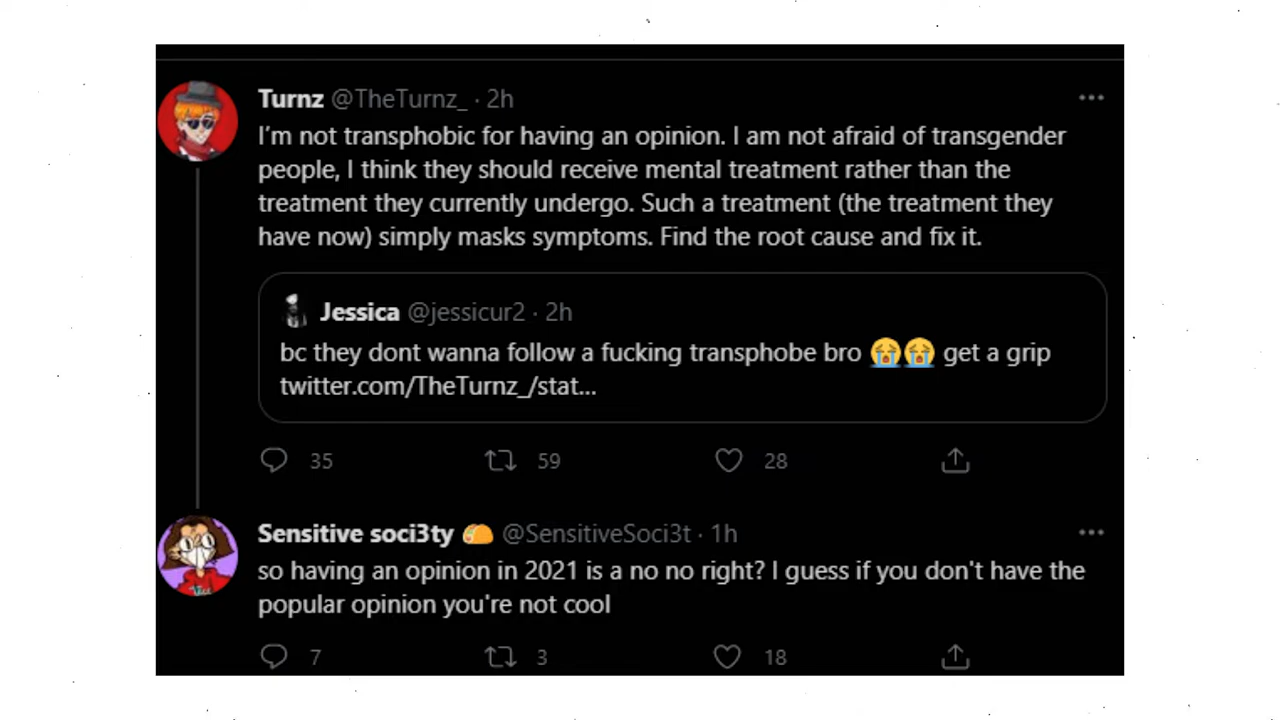 Turnz @TheTurnz_ · 2h
I'm not transphobic for having an opinion. I am not afraid of transgender
people, I think they should receive mental treatment rather than the
treatment they currently undergo. Such a treatment (the treatment they
have now) simply masks symptoms. Find the root cause and fix it.
Jessica @jessicur2 · 2h
bc they dont wanna follow a fucking transphobe bro 😭😭 get a grip
twitter.com/TheTurnz_/stat...
35 59 28
Sensitive soci3ty 🌮 @SensitiveSoci3t · 1h
so having an opinion in 2021 is a no no right? I guess if you don't have the
popular opinion you're not cool
7 3 18